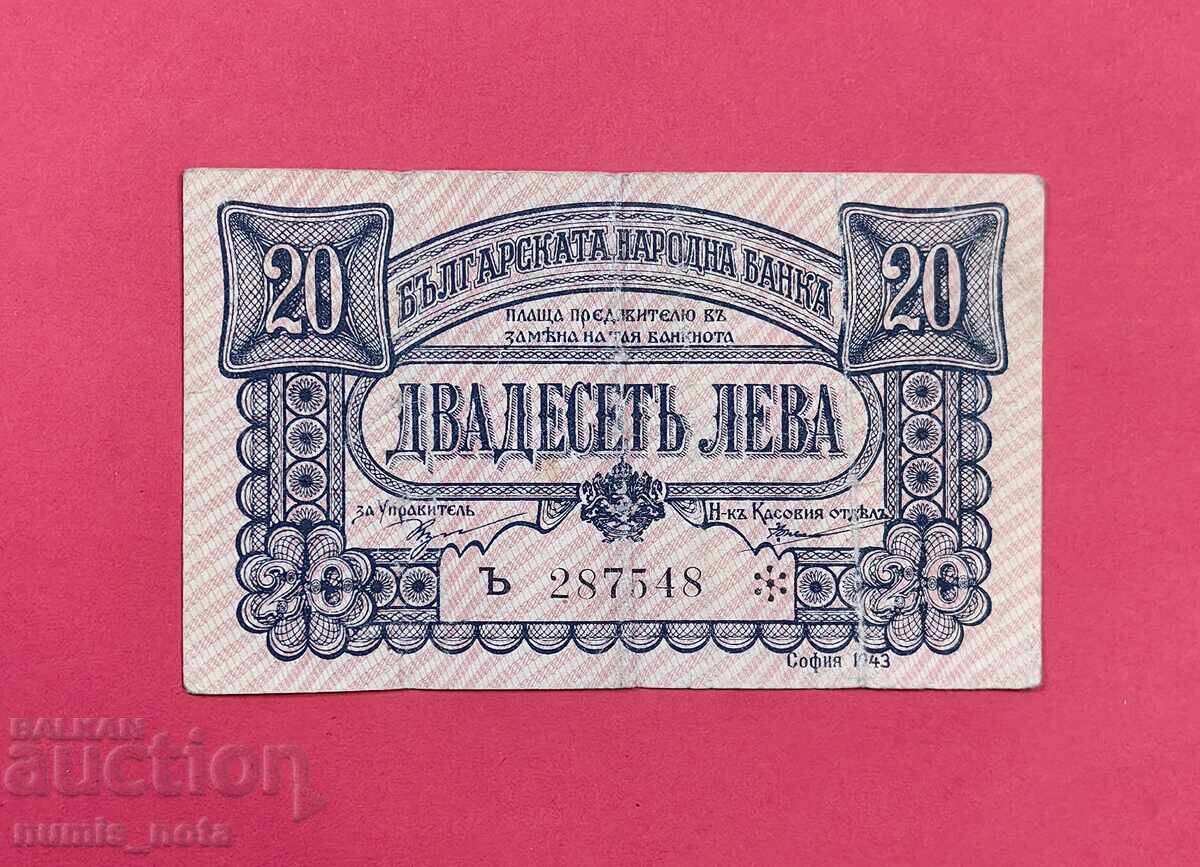 20 20
БЪЛГАРСКАТА НАРОДНА БАНКА
ПЛАЩА ПРЕДЯВИТЕЛЮ ВЪ
ЗАМѢНА НА ТАЯ БАНКНОТА
ДВАДЕСЕТЬ ЛЕВА
за Управитель Н-къ Касовия отдѣлъ
20 Ъ 287548 20
София 1943
BALKAN
auction
numis_nota